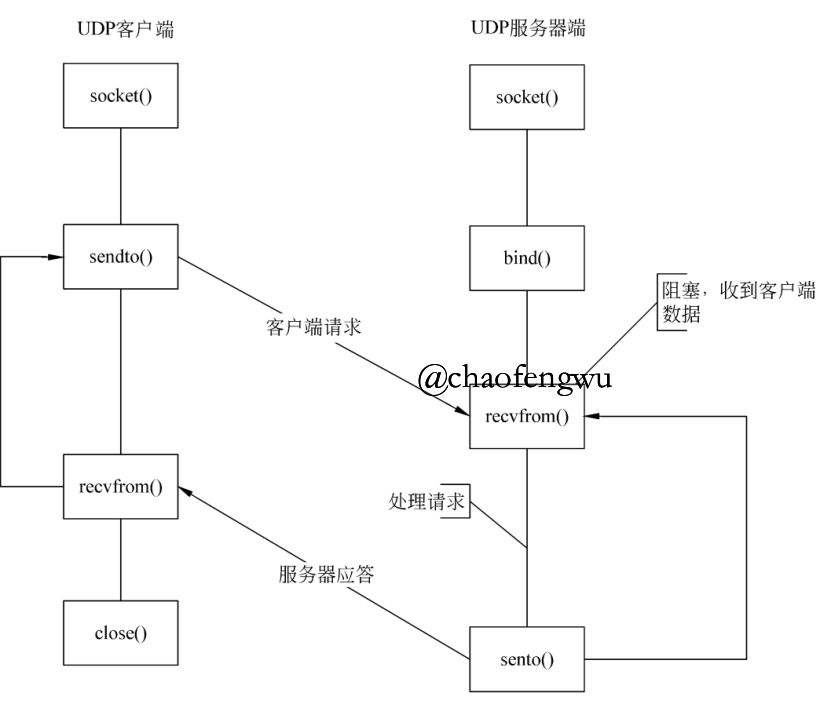 UDP客户端
UDP服务器端
socket()
socket()
sendto()
bind()
阻塞，收到客户端
数据
客户端请求
@chaofengwu
recvfrom()
recvfrom()
处理请求
服务器应答
close()
sento()